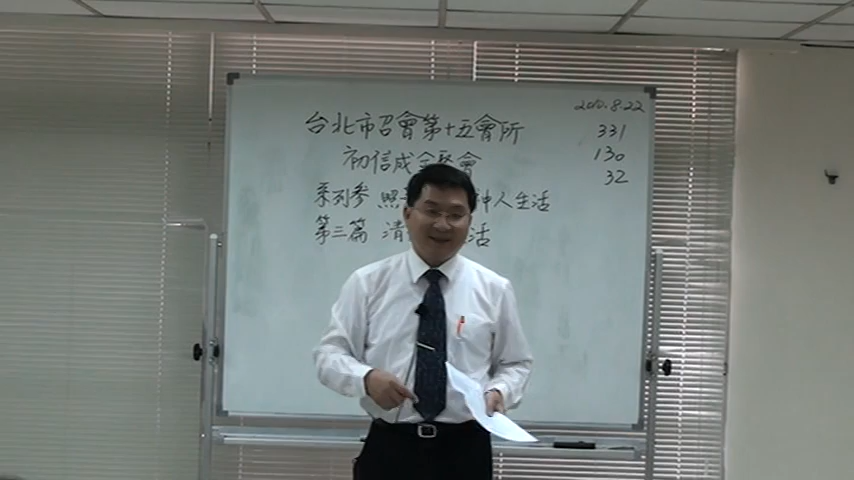 2010.8.22
台北市召會第十五會所 331
初信成全聚會 130
系列參 照 神人生活 32
第三篇 清 活